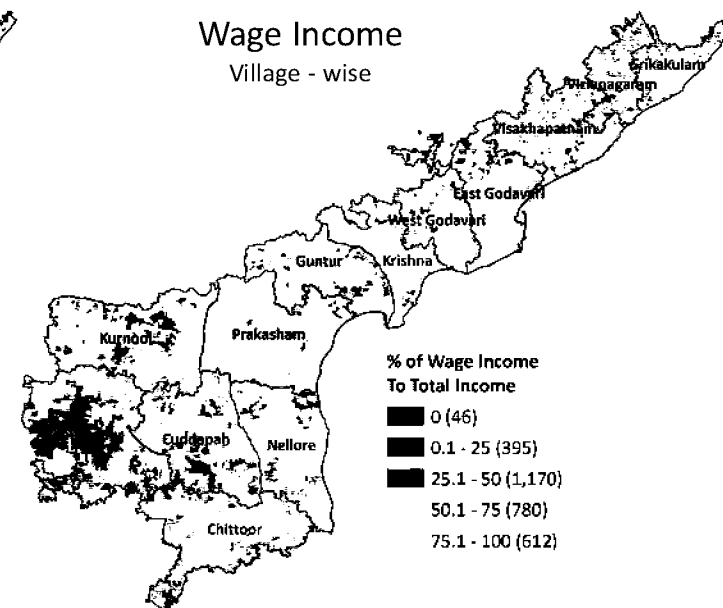 Wage Income
Village - wise
Srikakulam
Vizianagaram
Visakhapatnam
East Godavari
West Godavari
Krishna
Guntur
Prakasham
Kurnool
Cuddapah
Nellore
Chittoor
% of Wage Income
To Total Income
0 (46)
0.1 - 25 (395)
25.1 - 50 (1,170)
50.1 - 75 (780)
75.1 - 100 (612)